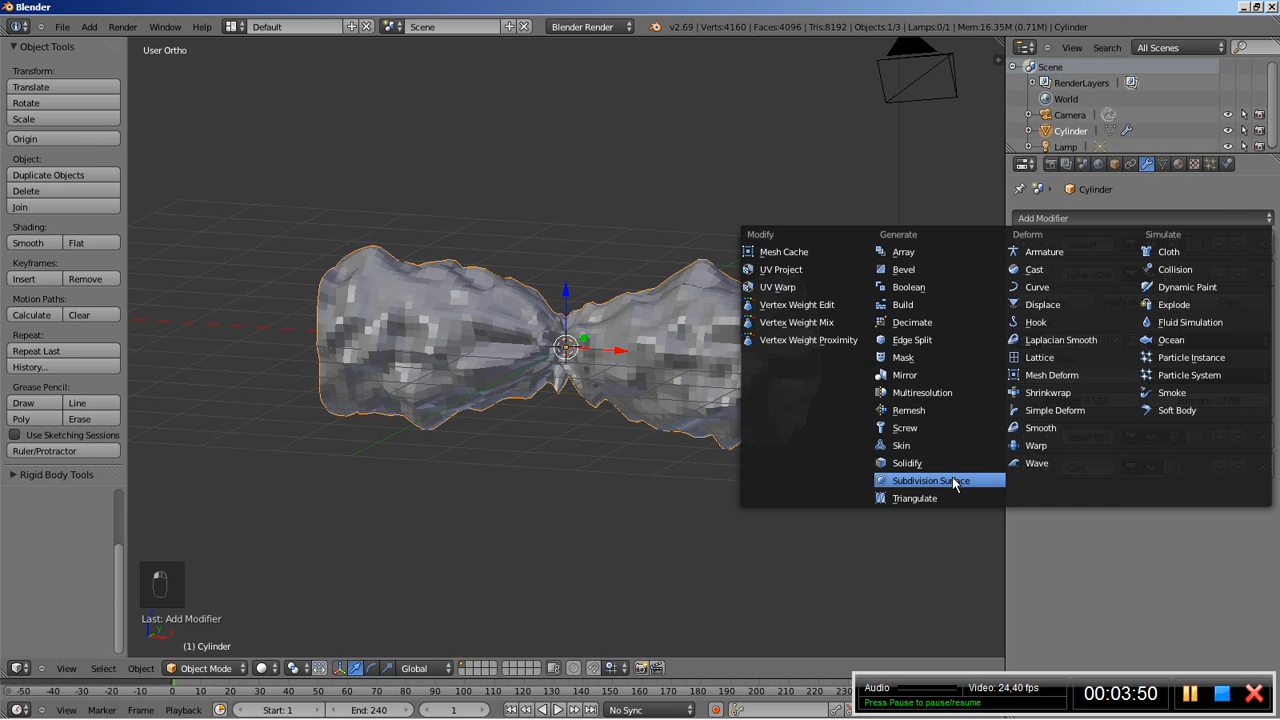 Blender
File Add Render Window Help Default Scene Blender Render v2.69 | Verts:4160 | Faces:4096 | Tris:8192 | Objects:1/3 | Lamps:0/1 | Mem:16.35M (0.71M) | Cylinder
Object Tools
Transform:
Translate
Rotate
Scale
Origin
Object:
Duplicate Objects
Delete
Join
Shading:
Smooth Flat
Keyframes:
Insert Remove
Motion Paths:
Calculate Clear
Repeat:
Repeat Last
History...
Grease Pencil:
Draw Line
Poly Erase
Use Sketching Sessions
Ruler/Protractor
Rigid Body Tools
User Ortho
Last: Add Modifier
(1) Cylinder
View Search All Scenes
Scene
RenderLayers
World
Camera
Cylinder
Lamp
Cylinder
Add Modifier
Modify
Mesh Cache
UV Project
UV Warp
Vertex Weight Edit
Vertex Weight Mix
Vertex Weight Proximity
Generate
Array
Bevel
Boolean
Build
Decimate
Edge Split
Mask
Mirror
Multiresolution
Remesh
Screw
Skin
Solidify
Subdivision Surface
Triangulate
Deform
Armature
Cast
Curve
Displace
Hook
Laplacian Smooth
Lattice
Mesh Deform
Shrinkwrap
Simple Deform
Smooth
Warp
Wave
Simulate
Cloth
Collision
Dynamic Paint
Explode
Fluid Simulation
Ocean
Particle Instance
Particle System
Smoke
Soft Body
View Select Object Object Mode Global
-50 -40 -30 -20 -10 0 10 20 30 40 50 60 70 80 90 100 110 120 130 140 150 160 170 180 190 200 210 220 230
View Marker Frame Playback Start: 1 End: 240 1 No Sync
Audio
Video: 24,40 fps
Press Pause to pause/resume
00:03:50